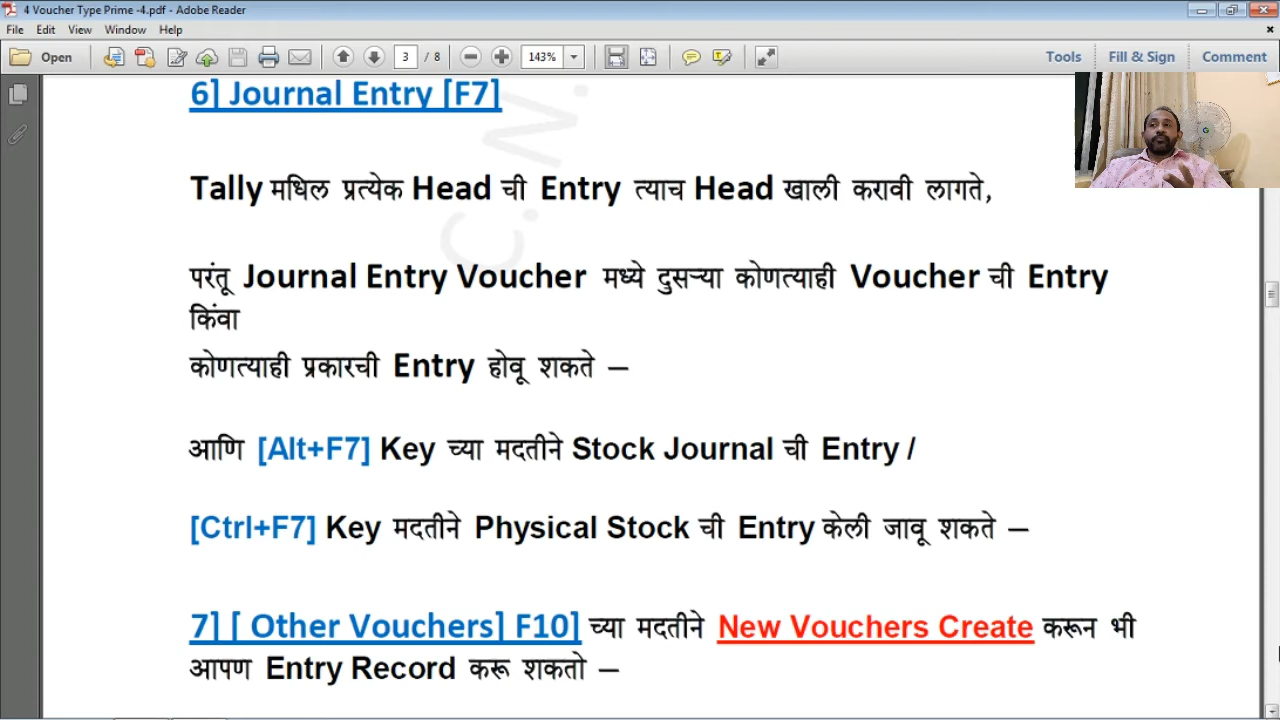 4 Voucher Type Prime -4.pdf - Adobe Reader
File Edit View Window Help
Open 3 / 8 143% Tools Fill & Sign Comment
6] Journal Entry [F7]
C.N.
Tally मधिल प्रत्येक Head ची Entry त्याच Head खाली करावी लागते,
परंतू Journal Entry Voucher मध्ये दुसऱ्या कोणत्याही Voucher ची Entry
किंवा
कोणत्याही प्रकारची Entry होवू शकते –
आणि [Alt+F7] Key च्या मदतीने Stock Journal ची Entry /
[Ctrl+F7] Key मदतीने Physical Stock ची Entry केली जावू शकते –
7] [ Other Vouchers] F10] च्या मदतीने New Vouchers Create करून भी
आपण Entry Record करू शकतो –